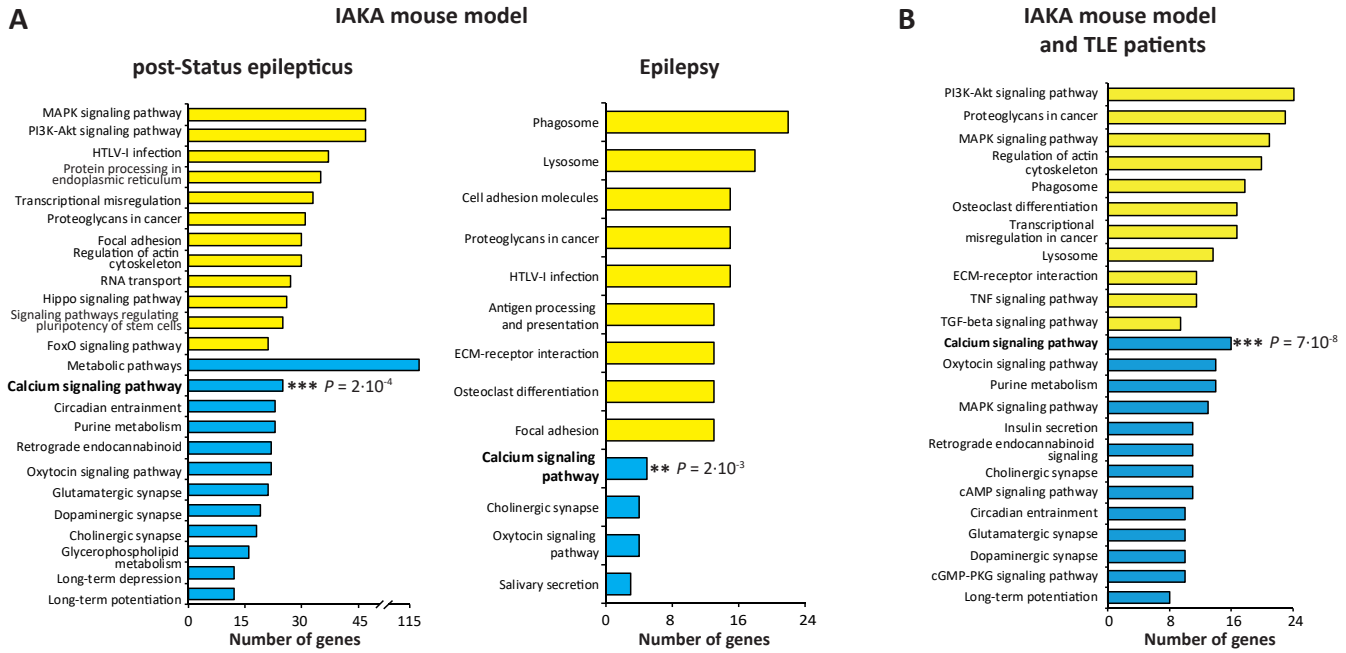 A
IAKA mouse model
post-Status epilepticus
MAPK signaling pathway
PI3K-Akt signaling pathway
HTLV-I infection
Protein processing in
endoplasmic reticulum
Transcriptional misregulation
Proteoglycans in cancer
Focal adhesion
Regulation of actin
cytoskeleton
RNA transport
Hippo signaling pathway
Signaling pathways regulating
pluripotency of stem cells
FoxO signaling pathway
Metabolic pathways
Calcium signaling pathway *** P = 2·10⁻⁴
Circadian entrainment
Purine metabolism
Retrograde endocannabinoid
Oxytocin signaling pathway
Glutamatergic synapse
Dopaminergic synapse
Cholinergic synapse
Glycerophospholipid
metabolism
Long-term depression
Long-term potentiation
0 15 30 45 115
Number of genes
Epilepsy
Phagosome
Lysosome
Cell adhesion molecules
Proteoglycans in cancer
HTLV-I infection
Antigen processing
and presentation
ECM-receptor interaction
Osteoclast differentiation
Focal adhesion
Calcium signaling
pathway ** P = 2·10⁻³
Cholinergic synapse
Oxytocin signaling
pathway
Salivary secretion
0 8 16 24
Number of genes
B
IAKA mouse model
and TLE patients
PI3K-Akt signaling pathway
Proteoglycans in cancer
MAPK signaling pathway
Regulation of actin
cytoskeleton
Phagosome
Osteoclast differentiation
Transcriptional
misregulation in cancer
Lysosome
ECM-receptor interaction
TNF signaling pathway
TGF-beta signaling pathway
Calcium signaling pathway *** P = 7·10⁻⁸
Oxytocin signaling pathway
Purine metabolism
MAPK signaling pathway
Insulin secretion
Retrograde endocannabinoid
signaling
Cholinergic synapse
cAMP signaling pathway
Circadian entrainment
Glutamatergic synapse
Dopaminergic synapse
cGMP-PKG signaling pathway
Long-term potentiation
0 8 16 24
Number of genes